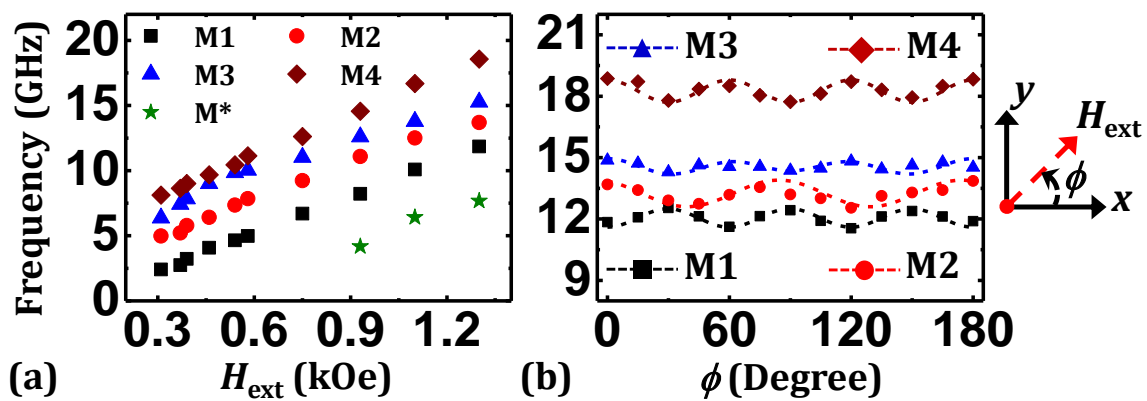 Frequency (GHz)
20
15
10
5
0
M1 M2
M3 M4
M*
0.3 0.6 0.9 1.2
(a) H_ext (kOe)
21
18
15
12
9
M3 M4
M1 M2
0 60 120 180
(b) ϕ (Degree)
y
H_ext
ϕ
x